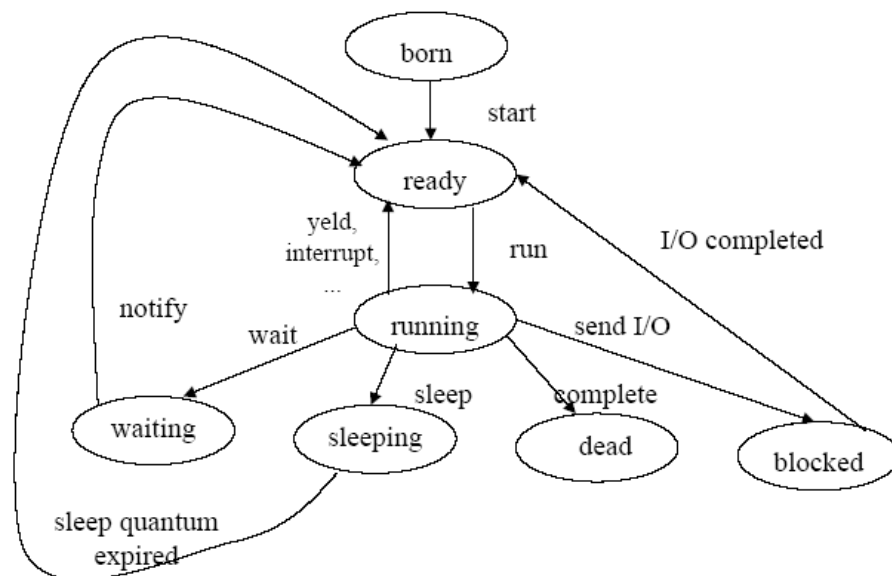 born
start
ready
yeld,
interrupt,
...
run
I/O completed
notify
wait
running
send I/O
sleep
complete
waiting
sleeping
dead
blocked
sleep quantum
expired